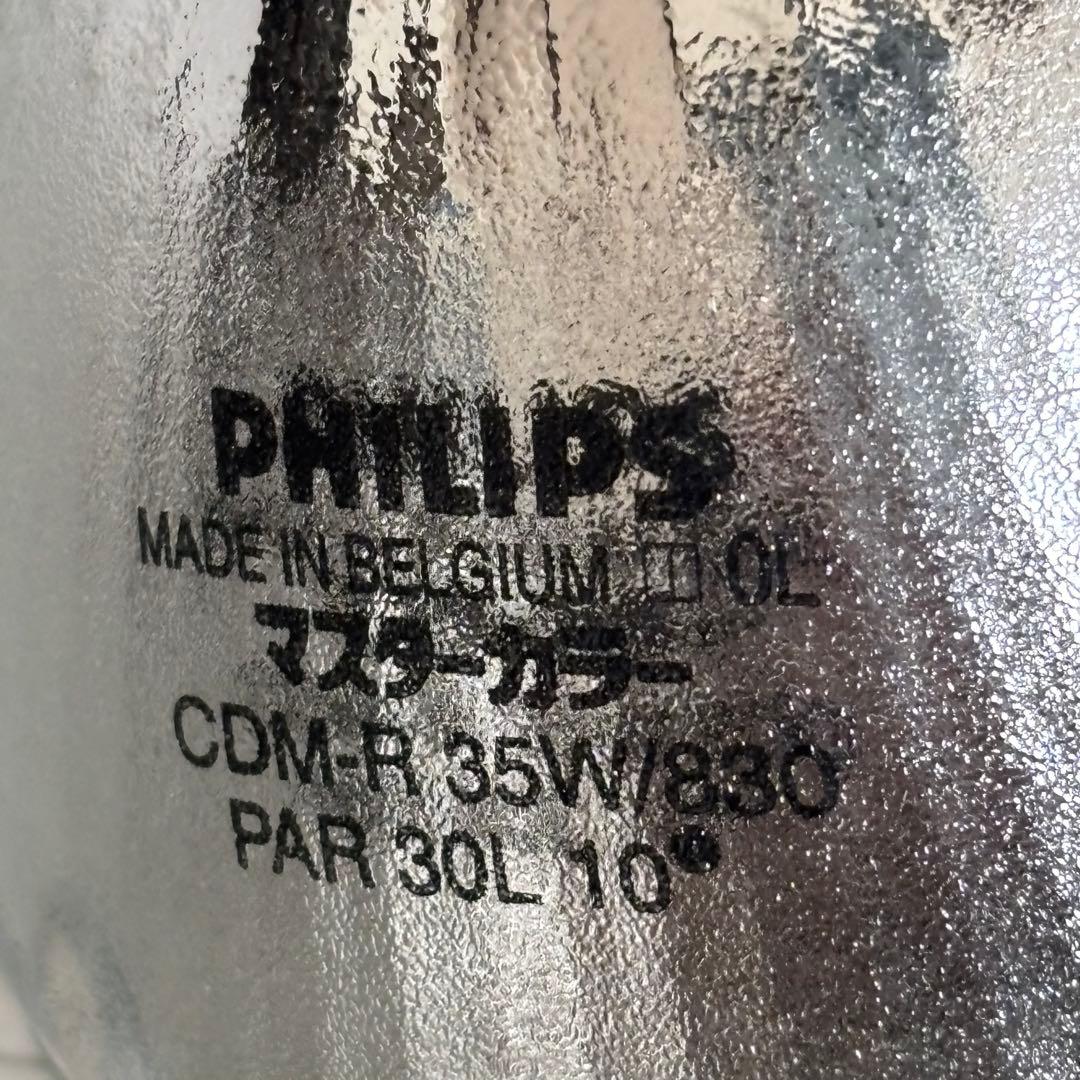 PHILIPS
MADE IN BELGIUM 0L
マスターカラー
CDM-R 35W/830
PAR 30L 10°